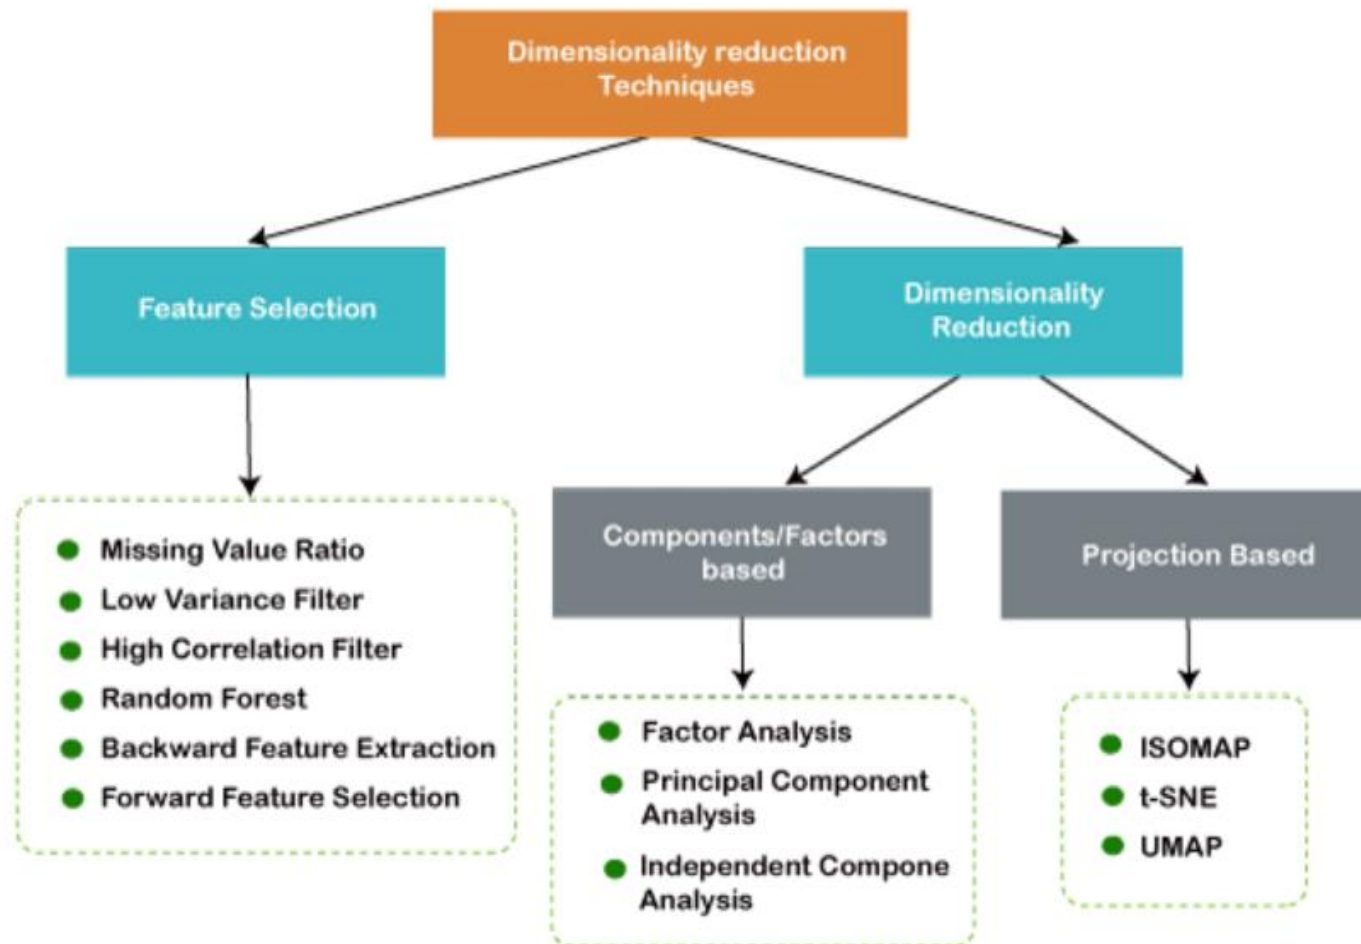 Dimensionality reduction
Techniques
Feature Selection
Dimensionality
Reduction
Missing Value Ratio
Low Variance Filter
High Correlation Filter
Random Forest
Backward Feature Extraction
Forward Feature Selection
Components/Factors
based
Factor Analysis
Principal Component
Analysis
Independent Compone
Analysis
Projection Based
ISOMAP
t-SNE
UMAP